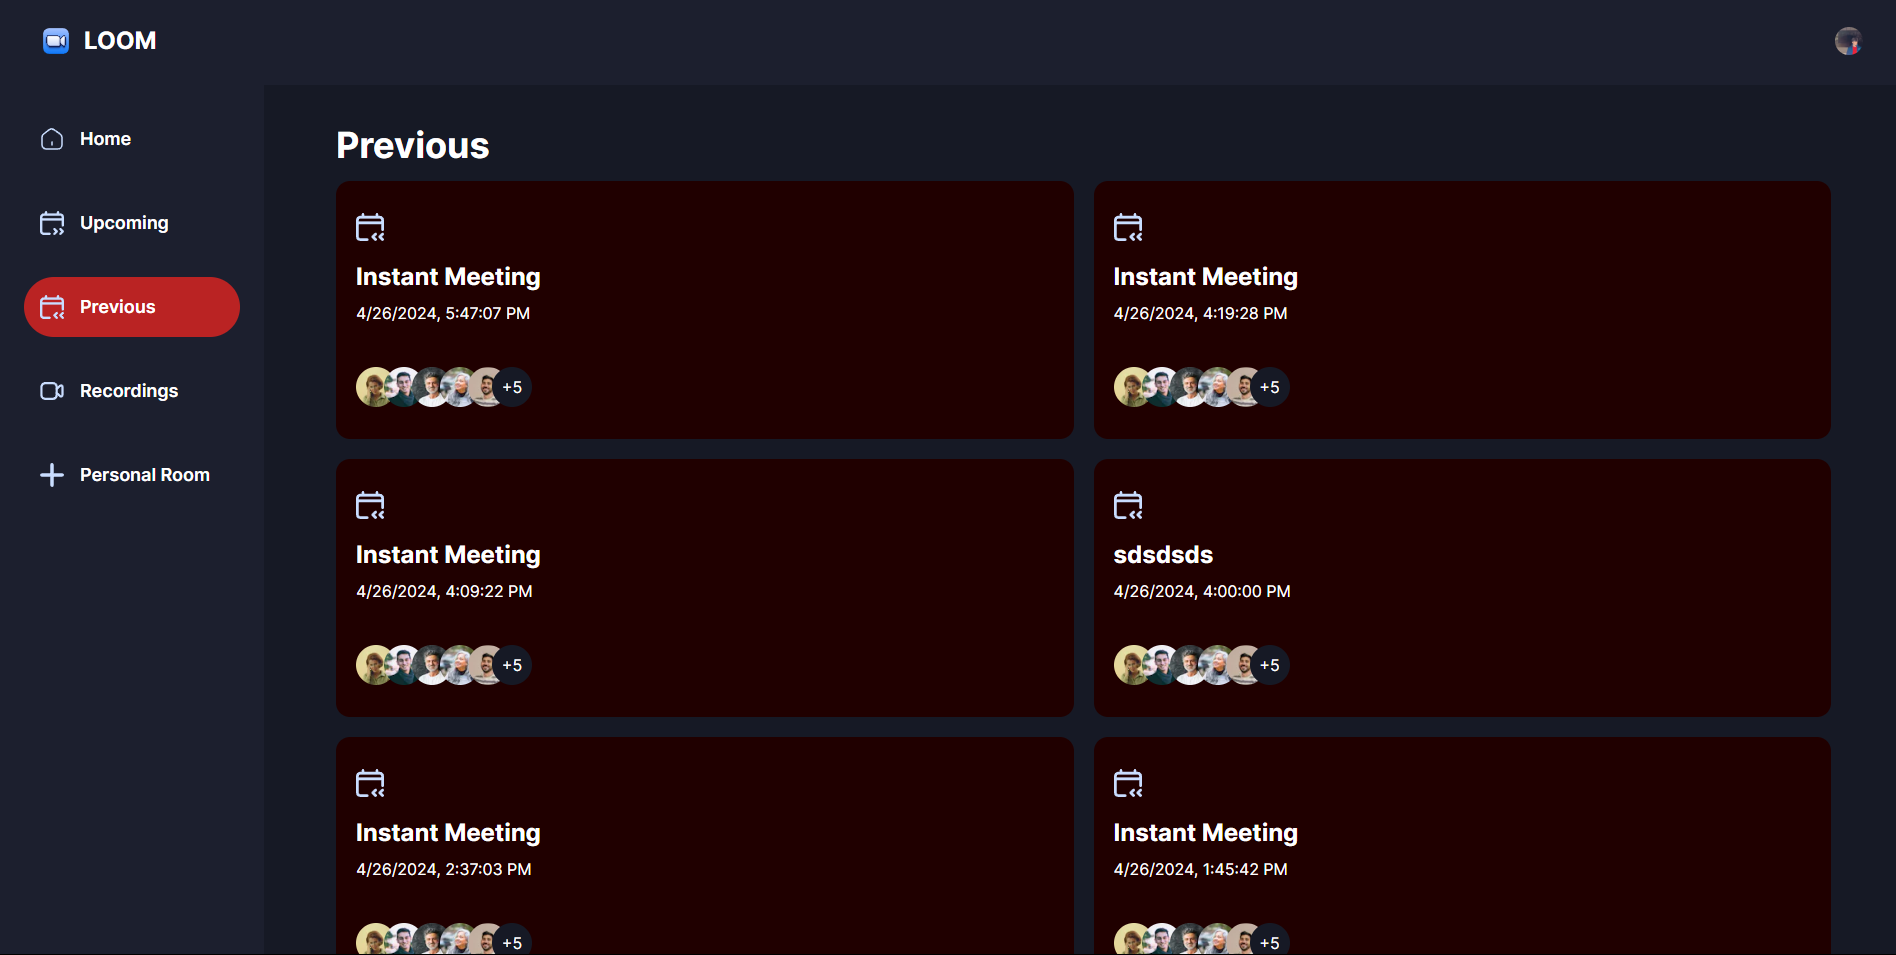 LOOM
Home
Upcoming
Previous
Recordings
Personal Room
Previous
Instant Meeting
4/26/2024, 5:47:07 PM
+5
Instant Meeting
4/26/2024, 4:19:28 PM
+5
Instant Meeting
4/26/2024, 4:09:22 PM
+5
sdsdsds
4/26/2024, 4:00:00 PM
+5
Instant Meeting
4/26/2024, 2:37:03 PM
+5
Instant Meeting
4/26/2024, 1:45:42 PM
+5